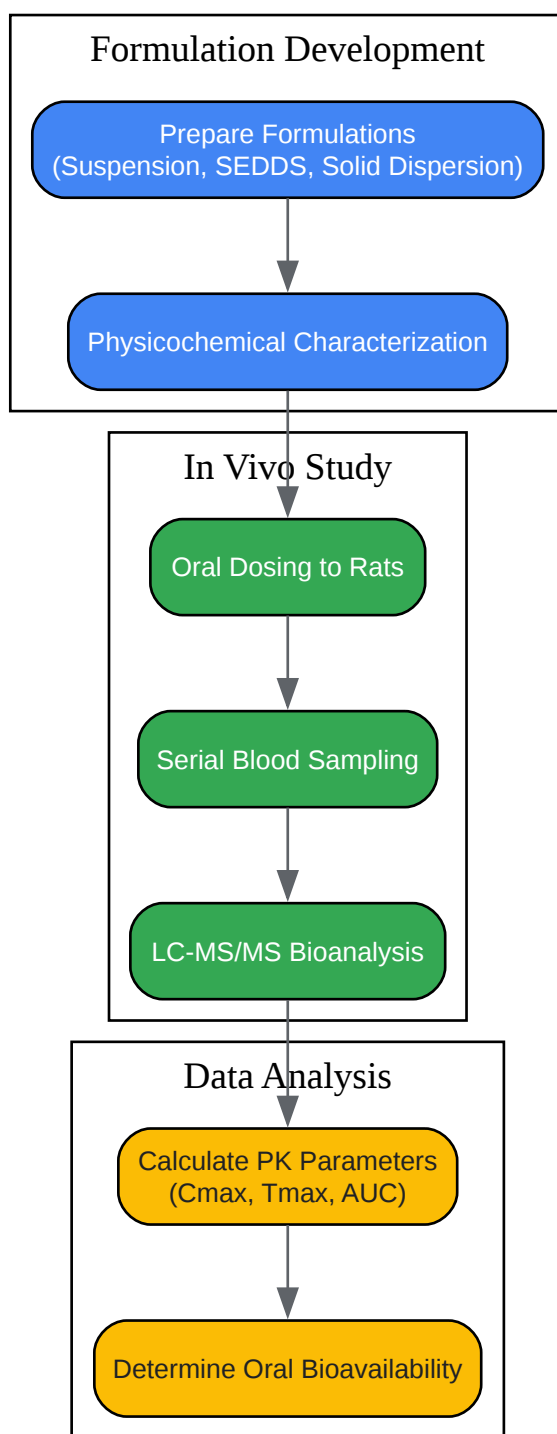 Formulation Development
Prepare Formulations
(Suspension, SEDDS, Solid Dispersion)
Physicochemical Characterization
In Vivo Study
Oral Dosing to Rats
Serial Blood Sampling
LC-MS/MS Bioanalysis
Data Analysis
Calculate PK Parameters
(Cmax, Tmax, AUC)
Determine Oral Bioavailability